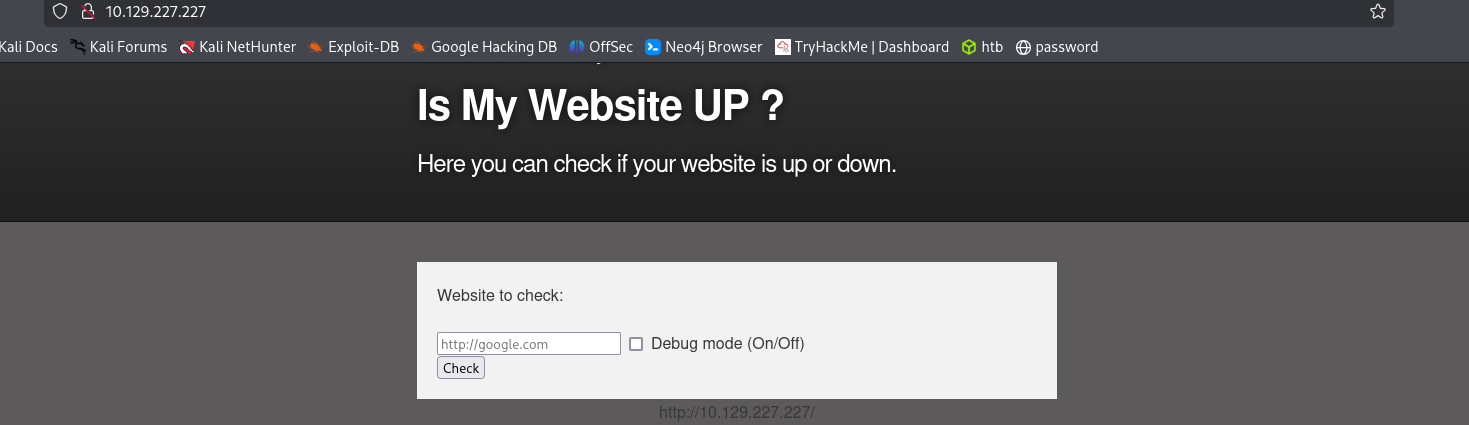 10.129.227.227
Kali Docs Kali Forums Kali NetHunter Exploit-DB Google Hacking DB OffSec Neo4j Browser TryHackMe | Dashboard htb password
Is My Website UP ?
Here you can check if your website is up or down.
Website to check:
http://google.com Debug mode (On/Off)
Check
http://10.129.227.227/